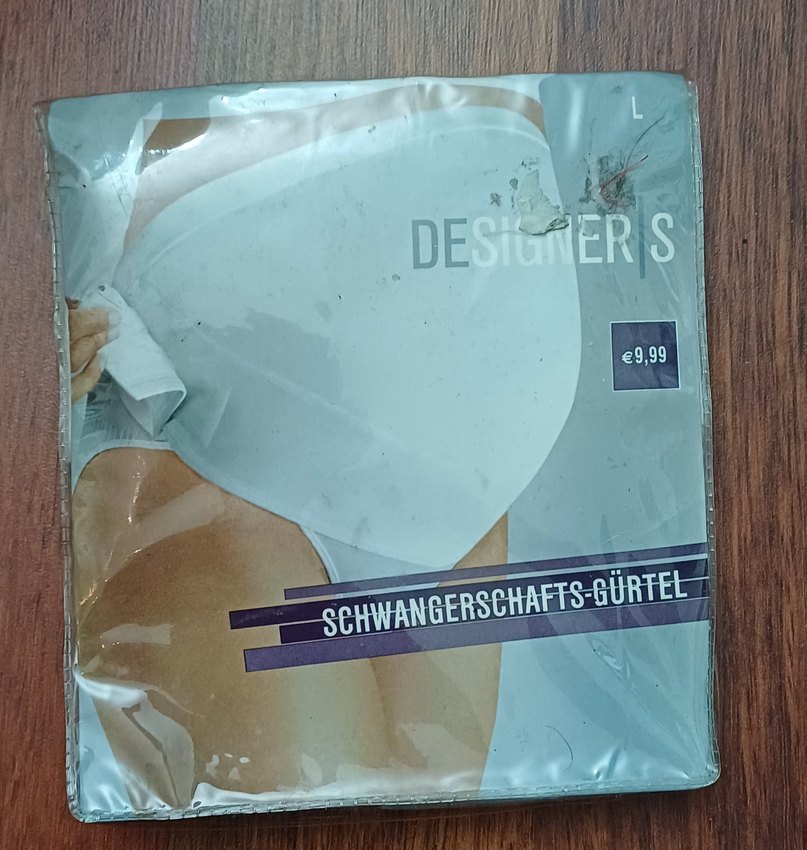 L
DESIGNER|S
€9,99
SCHWANGERSCHAFTS-GÜRTEL